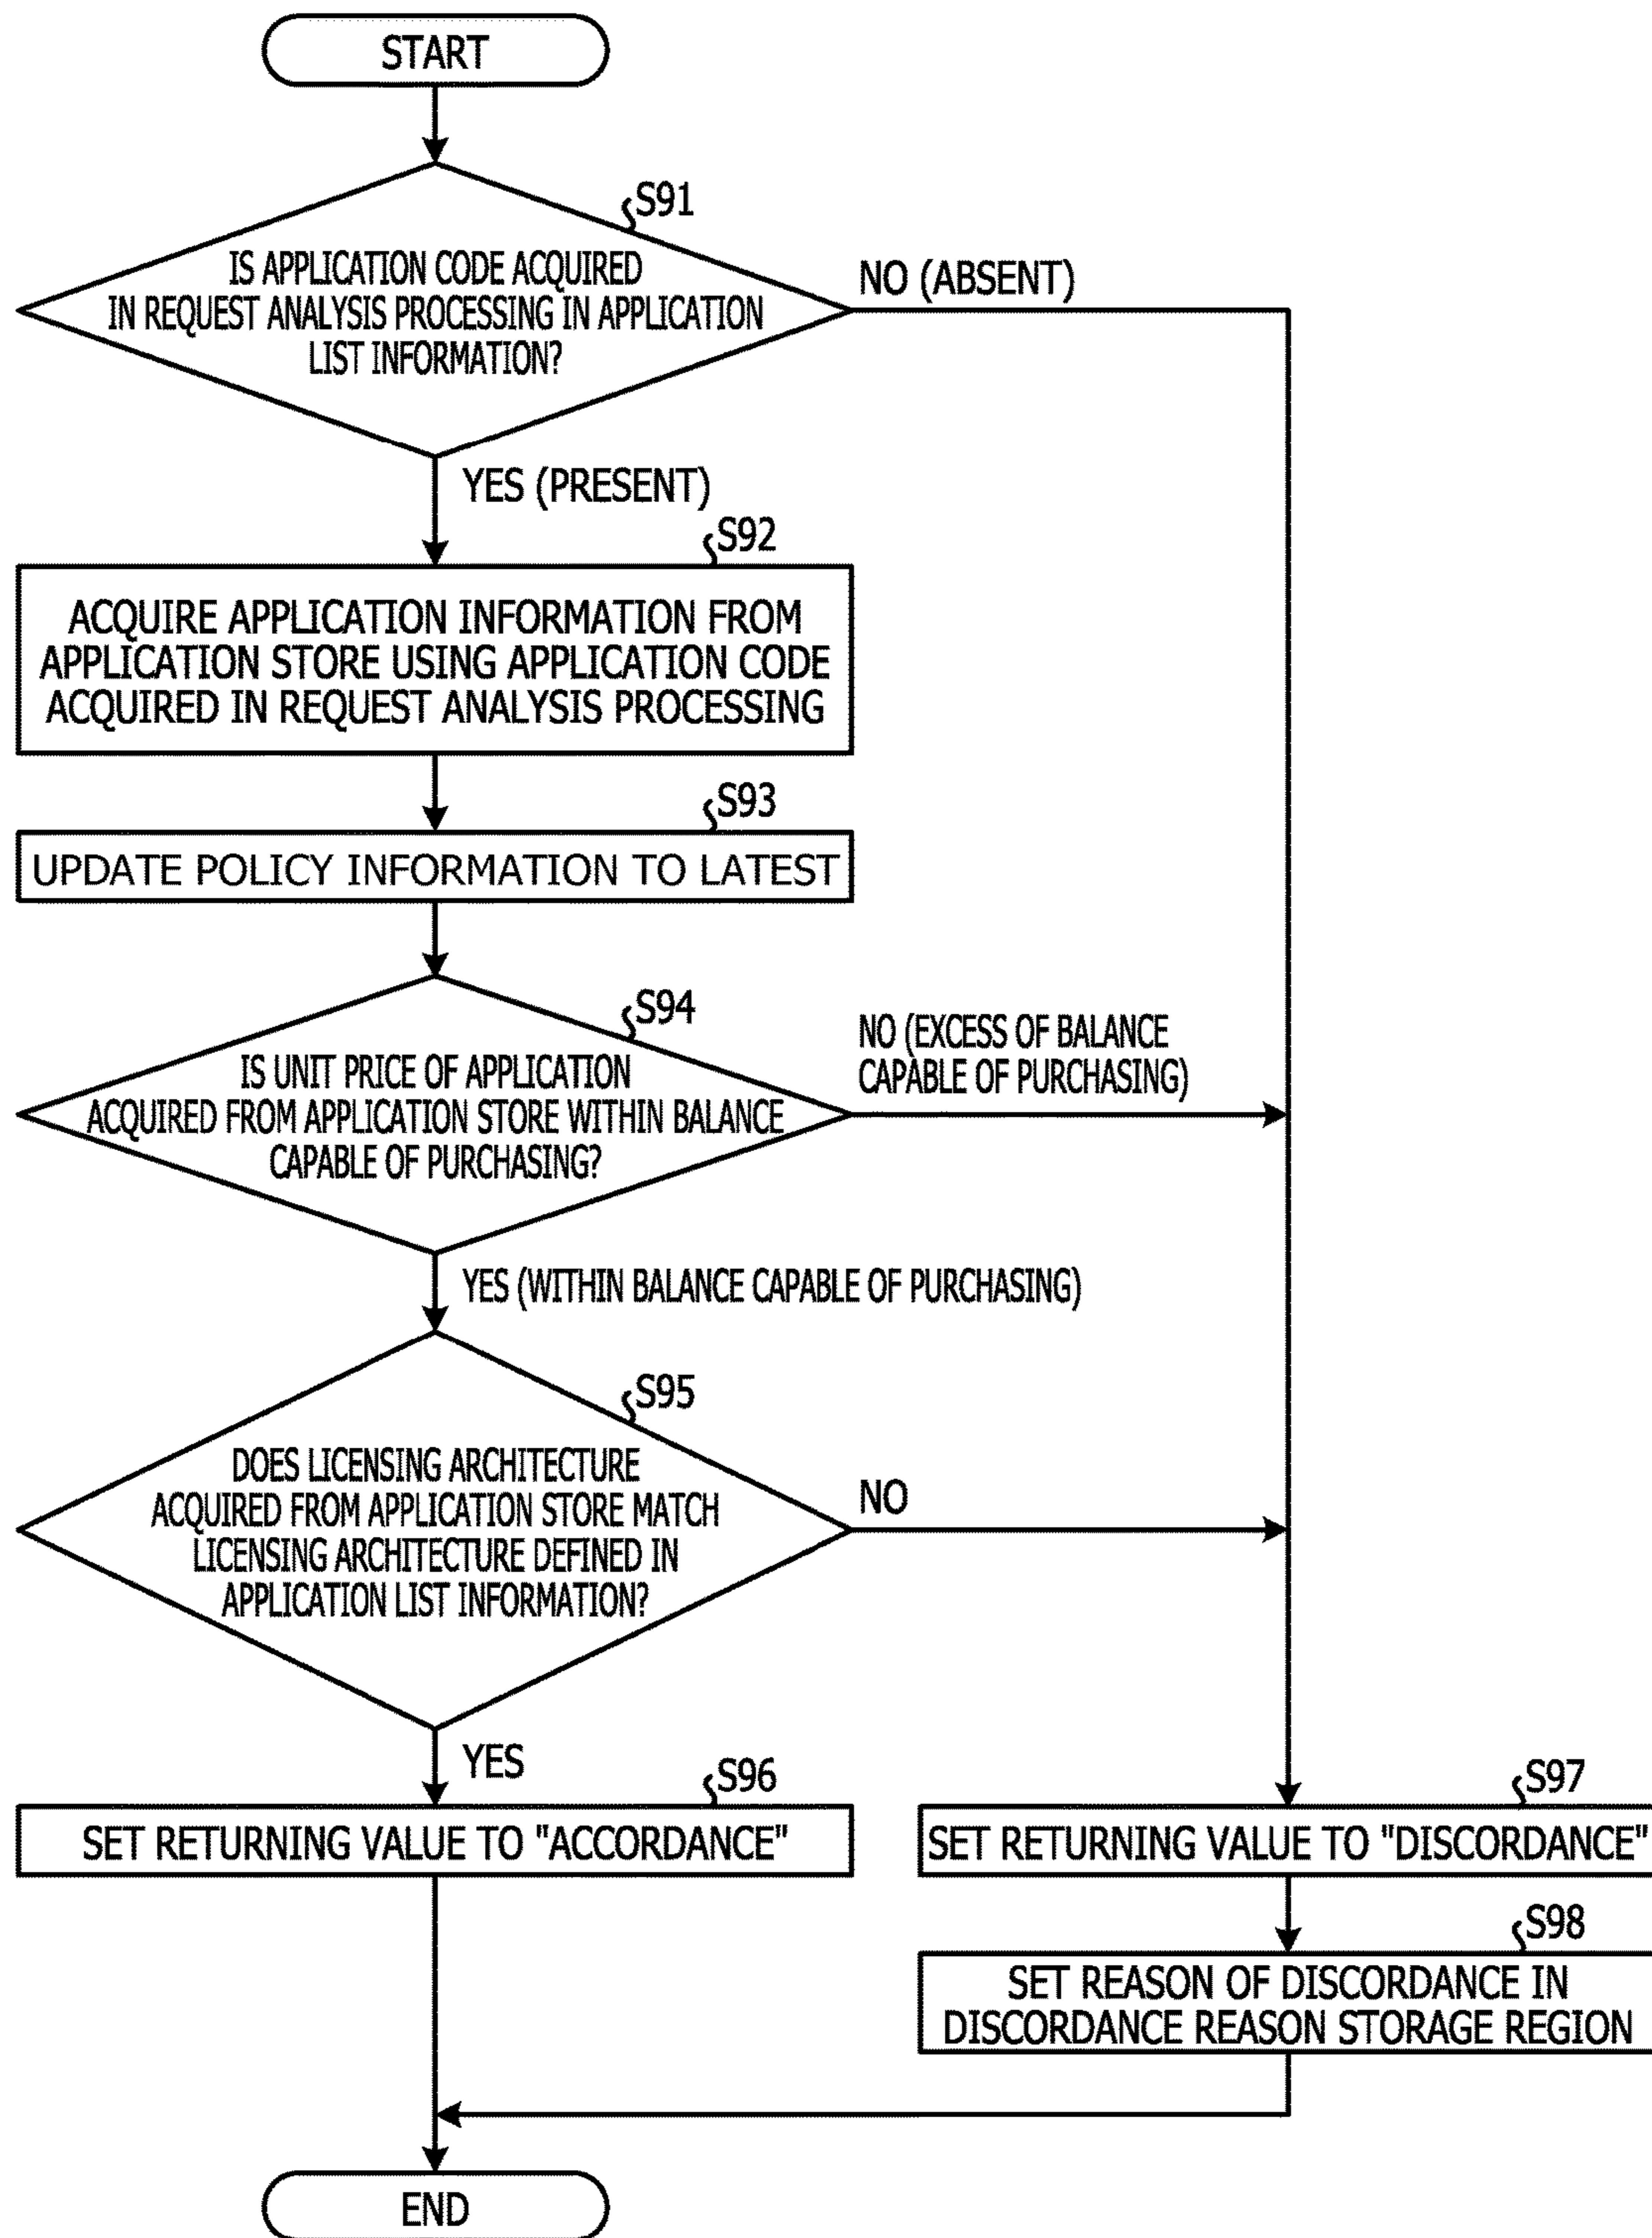 START
S91
IS APPLICATION CODE ACQUIRED
IN REQUEST ANALYSIS PROCESSING IN APPLICATION
LIST INFORMATION?
NO (ABSENT)
YES (PRESENT)
S92
ACQUIRE APPLICATION INFORMATION FROM
APPLICATION STORE USING APPLICATION CODE
ACQUIRED IN REQUEST ANALYSIS PROCESSING
S93
UPDATE POLICY INFORMATION TO LATEST
S94
IS UNIT PRICE OF APPLICATION
ACQUIRED FROM APPLICATION STORE WITHIN BALANCE
CAPABLE OF PURCHASING?
NO (EXCESS OF BALANCE
CAPABLE OF PURCHASING)
YES (WITHIN BALANCE CAPABLE OF PURCHASING)
S95
DOES LICENSING ARCHITECTURE
ACQUIRED FROM APPLICATION STORE MATCH
LICENSING ARCHITECTURE DEFINED IN
APPLICATION LIST INFORMATION?
NO
YES
S96
SET RETURNING VALUE TO "ACCORDANCE"
S97
SET RETURNING VALUE TO "DISCORDANCE"
S98
SET REASON OF DISCORDANCE IN
DISCORDANCE REASON STORAGE REGION
END